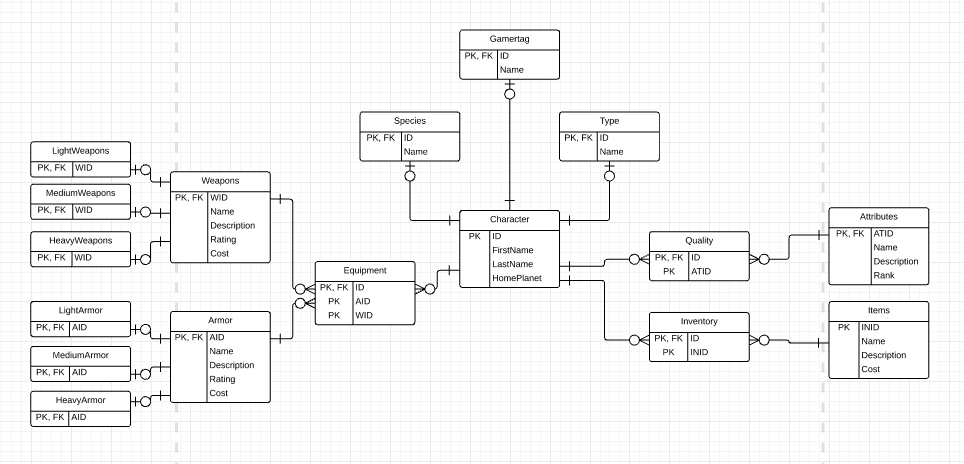 Gamertag
PK, FK ID
Name
Species
PK, FK ID
Name
Type
PK, FK ID
Name
LightWeapons
PK, FK WID
MediumWeapons
PK, FK WID
HeavyWeapons
PK, FK WID
Weapons
PK, FK WID
Name
Description
Rating
Cost
Character
PK ID
FirstName
LastName
HomePlanet
Attributes
PK, FK ATID
Name
Description
Rank
Quality
PK, FK ID
PK ATID
Equipment
PK, FK ID
PK AID
PK WID
LightArmor
PK, FK AID
MediumArmor
PK, FK AID
HeavyArmor
PK, FK AID
Armor
PK, FK AID
Name
Description
Rating
Cost
Inventory
PK, FK ID
PK INID
Items
PK INID
Name
Description
Cost